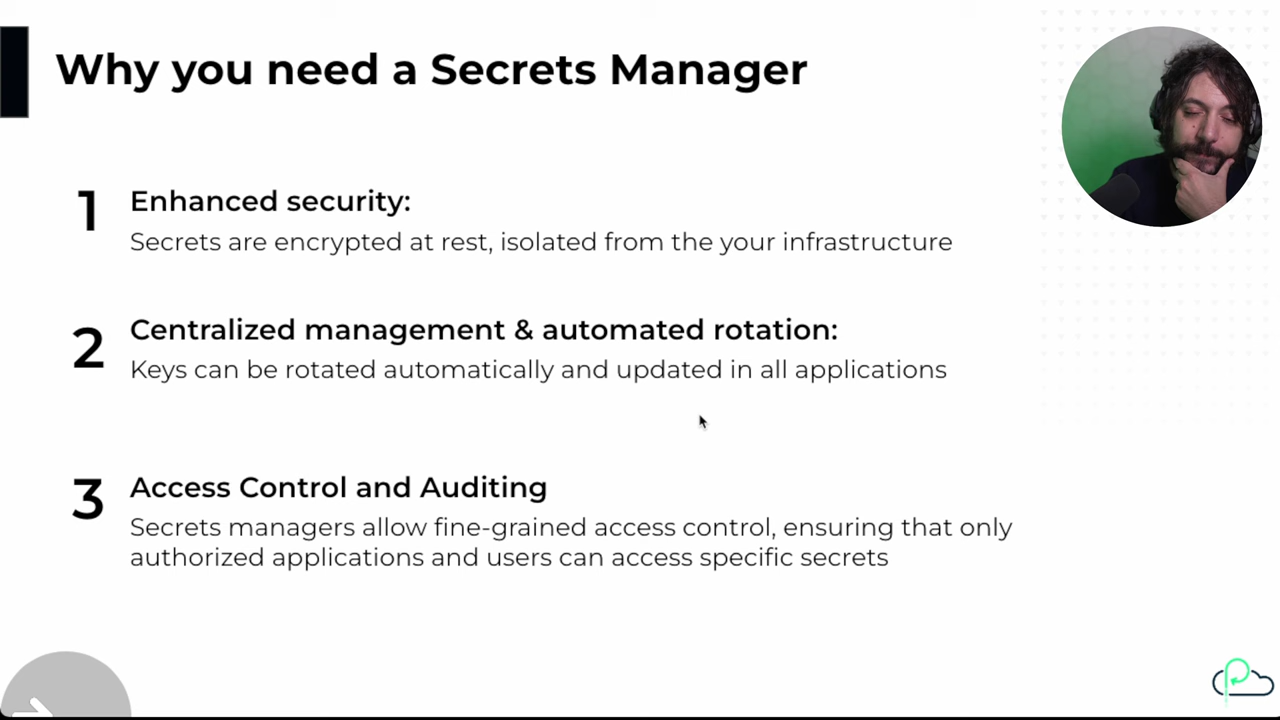 Why you need a Secrets Manager
1
Enhanced security:
Secrets are encrypted at rest, isolated from the your infrastructure
2
Centralized management & automated rotation:
Keys can be rotated automatically and updated in all applications
3
Access Control and Auditing
Secrets managers allow fine-grained access control, ensuring that only
authorized applications and users can access specific secrets